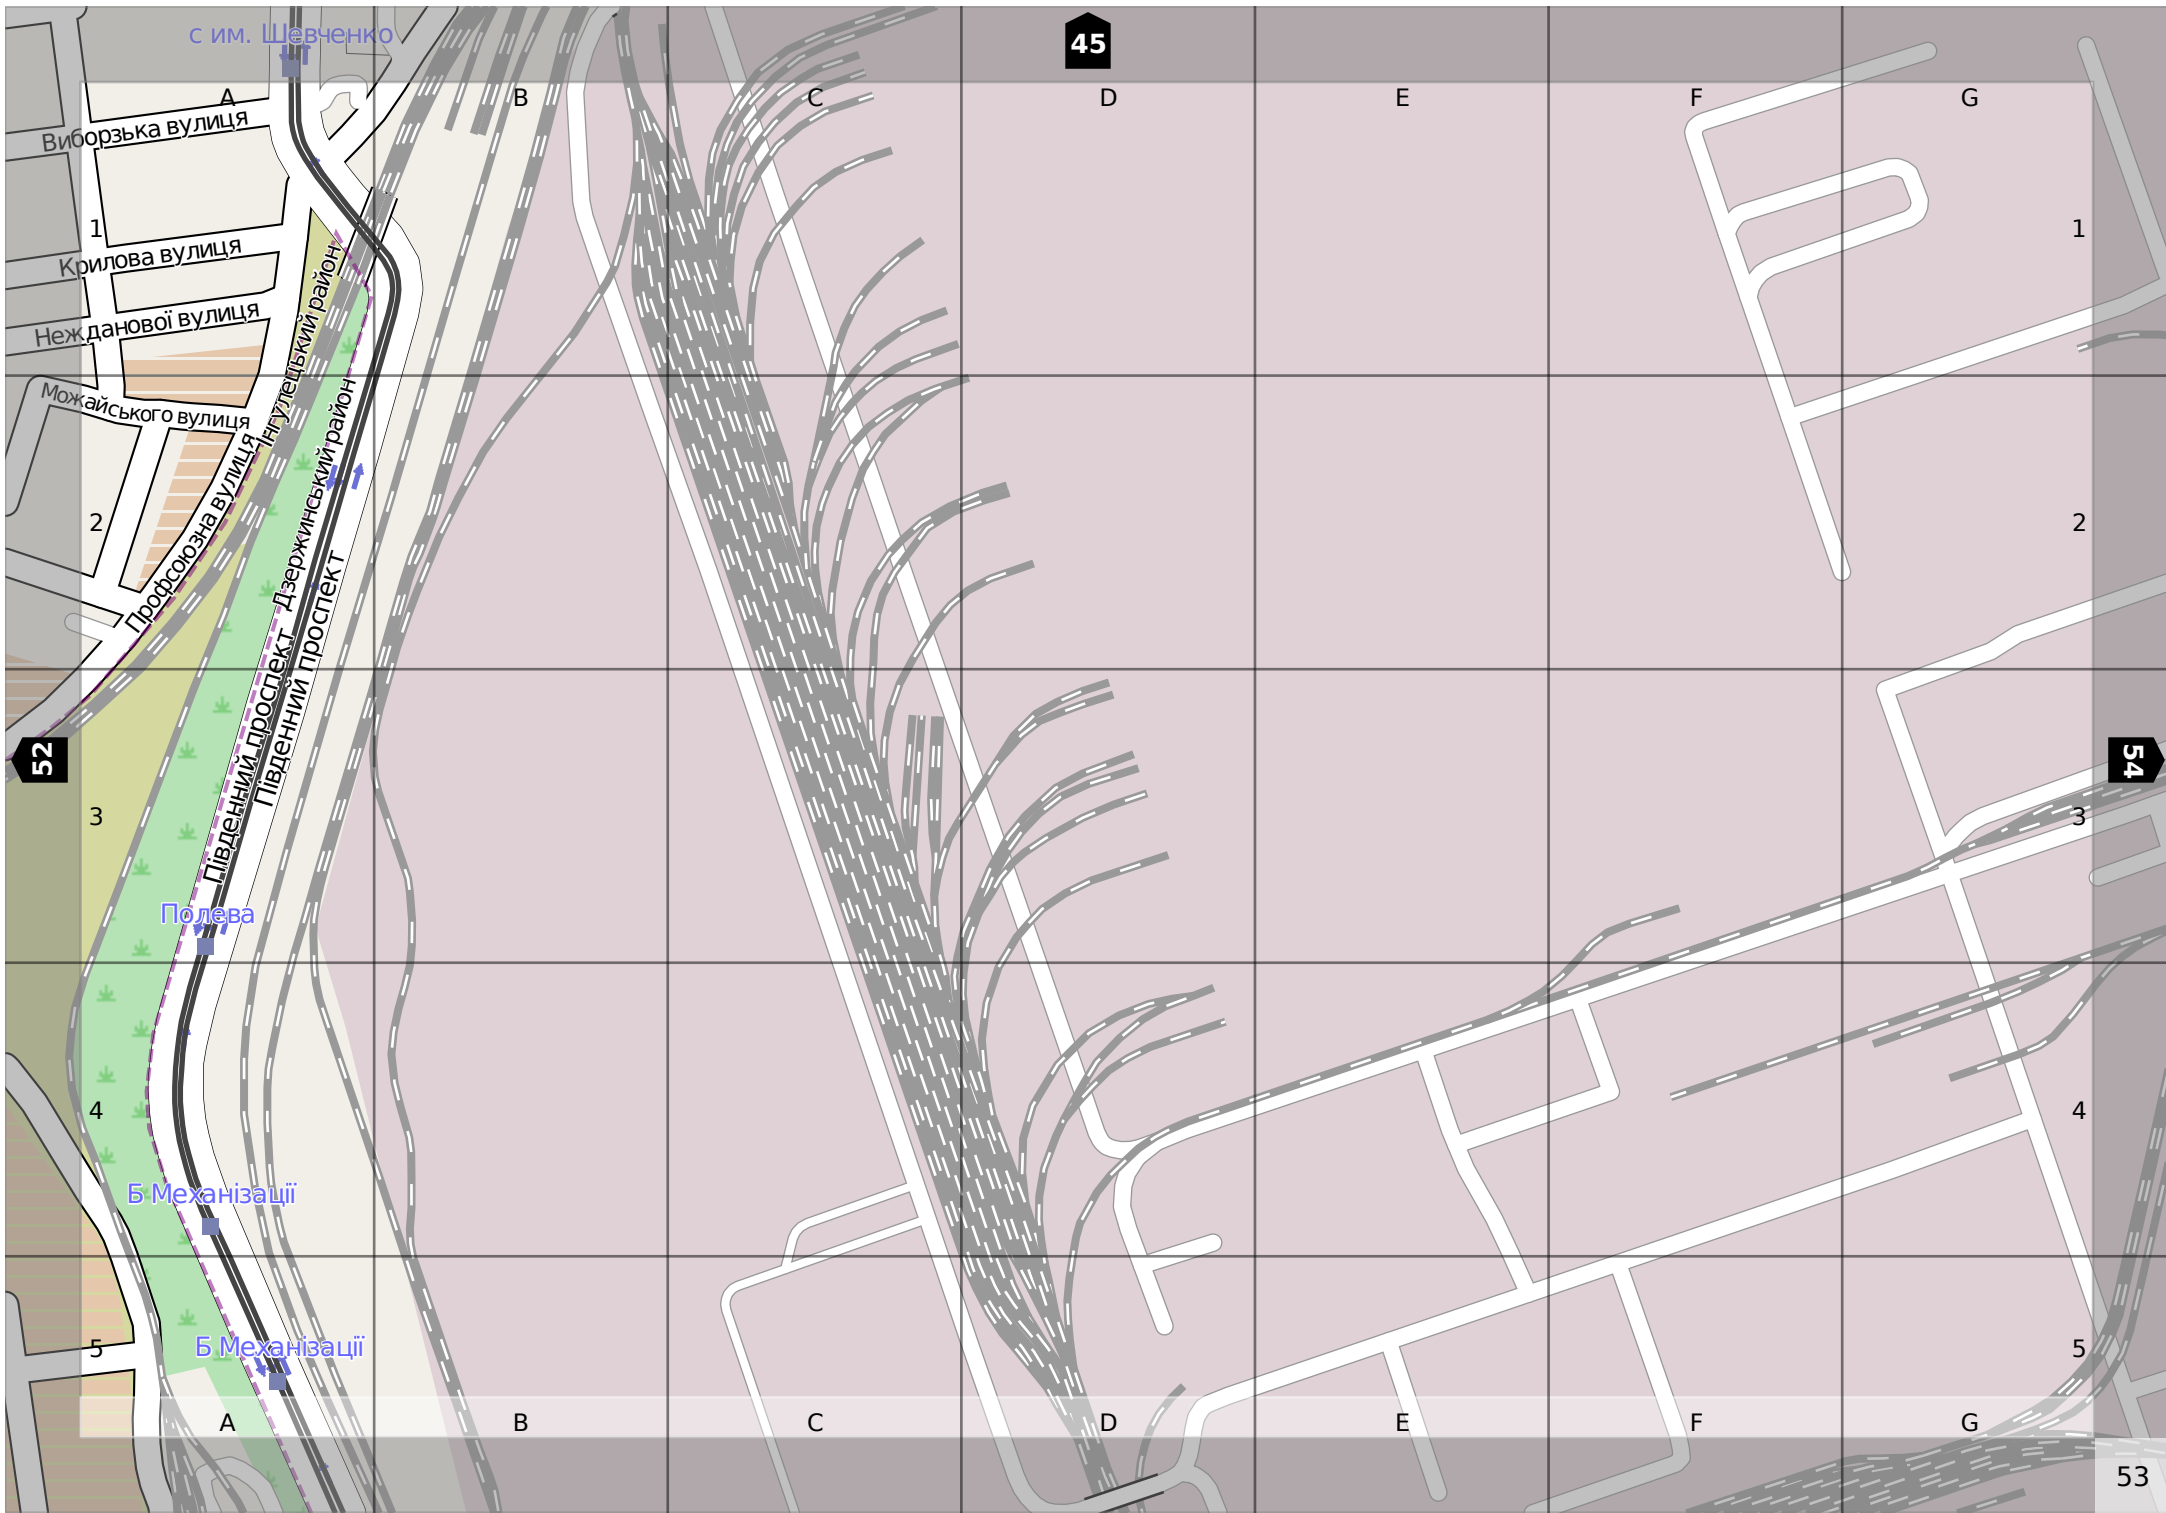 с им. Шевченко
45
A
B
C
D
E
F
G
Виборзька вулиця
1
1
Крилова вулиця
Нежданової вулиця
Інгулецький район
Можайського вулиця
Дзержинський район
2
2
Профсоюзна вулиця
Південний проспект
Південний проспект
52
54
3
3
Полева
4
4
Б Механізації
Б Механізації
5
5
A
B
C
D
E
F
G
53